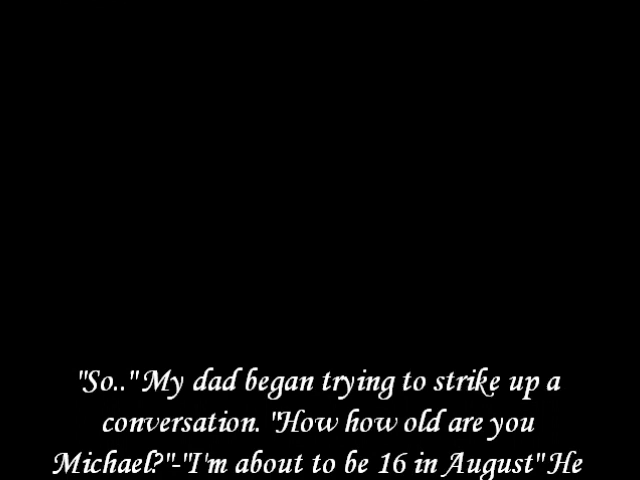 "So.." My dad began trying to strike up a
conversation. "How how old are you
Michael?"-"I'm about to be 16 in August" He